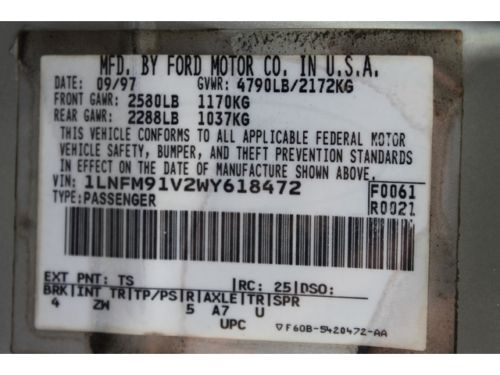 MFD. BY FORD MOTOR CO. IN U.S.A.
DATE: 09/97 GVWR: 4790LB/2172KG
FRONT GAWR: 2580LB 1170KG
REAR GAWR: 2288LB 1037KG
THIS VEHICLE CONFORMS TO ALL APPLICABLE FEDERAL MOTOR
VEHICLE SAFETY, BUMPER, AND THEFT PREVENTION STANDARDS
IN EFFECT ON THE DATE OF MANUFACTURE SHOWN ABOVE.
VIN: 1LNFM91V2WY618472 F0061
TYPE: PASSENGER R0021
EXT PNT: TS RC: 25 DSO:
BRK INT TR TP/PS R AXLE TR SPR
4 ZW 5 A7 U
UPC ▽F60B-5420472-AA